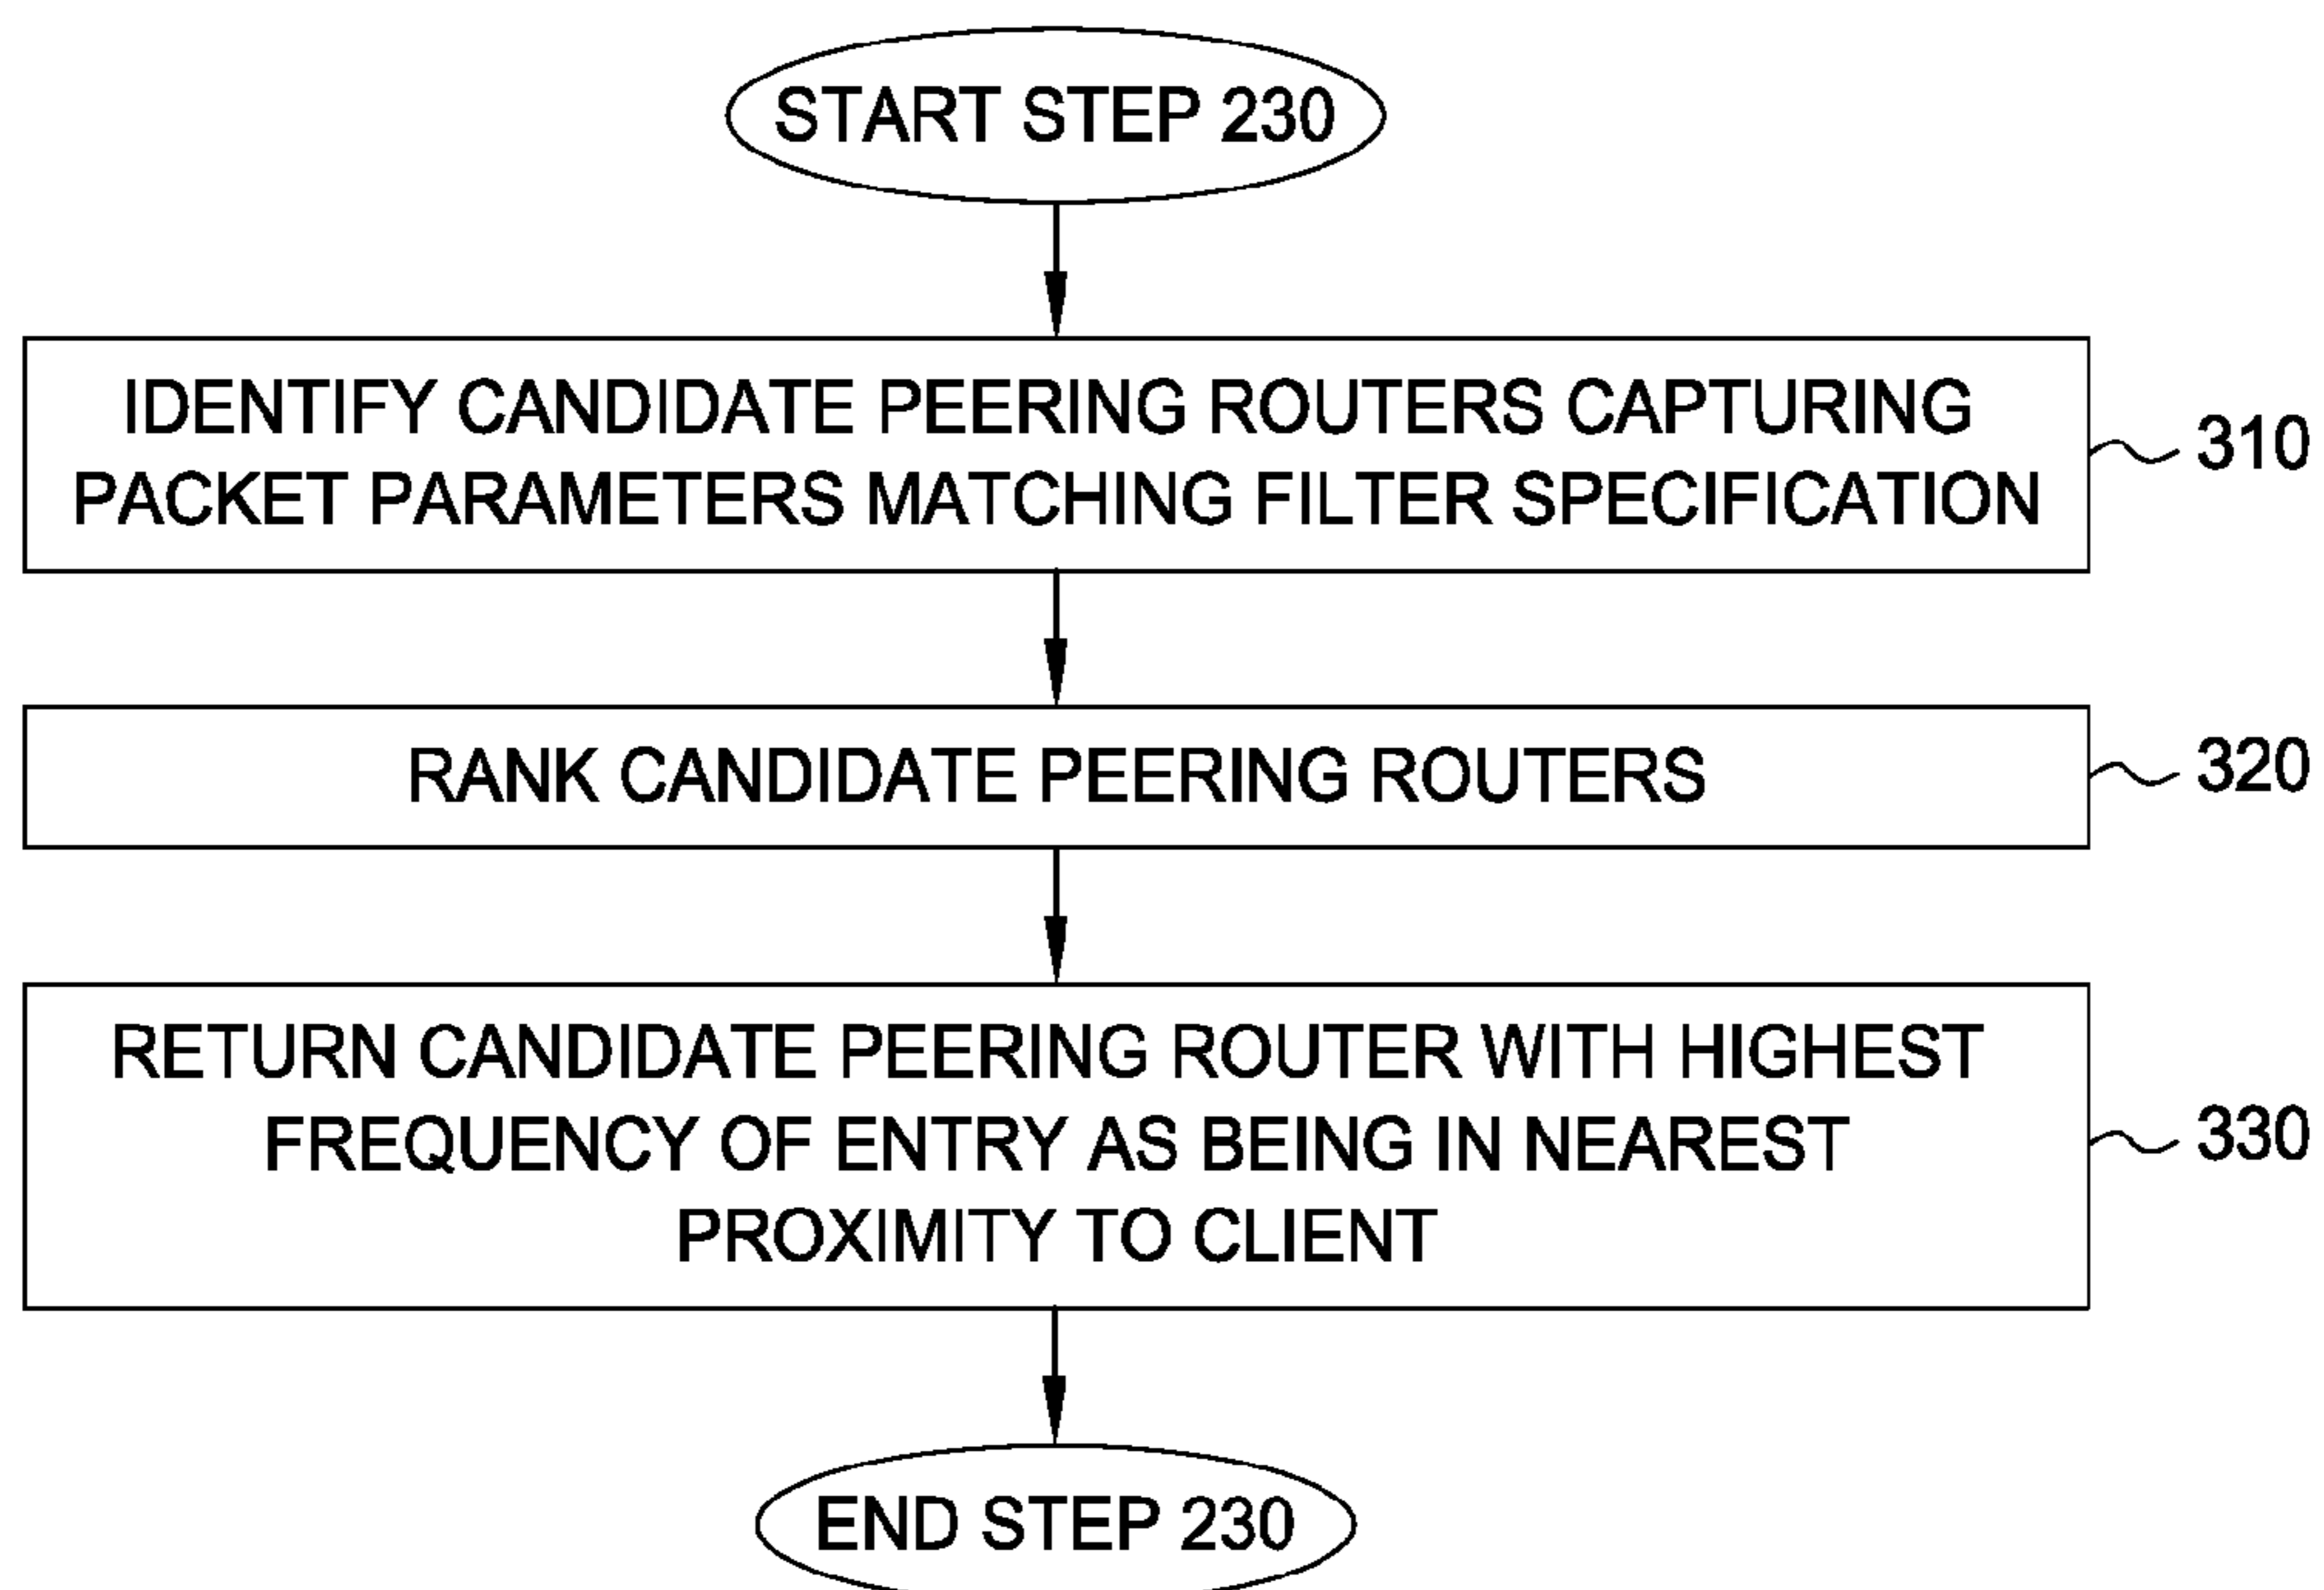 START STEP 230
IDENTIFY CANDIDATE PEERING ROUTERS CAPTURING
PACKET PARAMETERS MATCHING FILTER SPECIFICATION
310
RANK CANDIDATE PEERING ROUTERS
320
RETURN CANDIDATE PEERING ROUTER WITH HIGHEST
FREQUENCY OF ENTRY AS BEING IN NEAREST
PROXIMITY TO CLIENT
330
END STEP 230